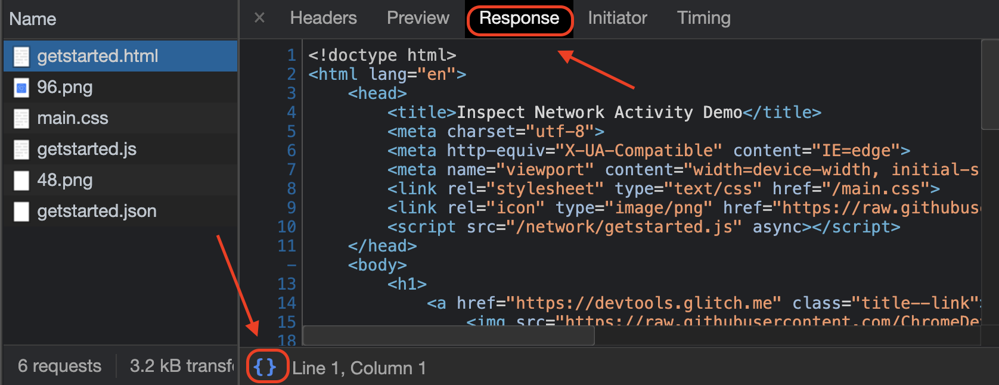 Name
getstarted.html
96.png
main.css
getstarted.js
48.png
getstarted.json
6 requests
3.2 kB transf
× Headers Preview Response Initiator Timing
1 <!doctype html>
2 <html lang="en">
3 <head>
4 <title>Inspect Network Activity Demo</title>
5 <meta charset="utf-8">
6 <meta http-equiv="X-UA-Compatible" content="IE=edge">
7 <meta name="viewport" content="width=device-width, initial-s
8 <link rel="stylesheet" type="text/css" href="/main.css">
9 <link rel="icon" type="image/png" href="https://raw.githubus
10 <script src="/network/getstarted.js" async></script>
11 </head>
- <body>
13 <h1>
14 <a href="https://devtools.glitch.me" class="title--link"
15 <img src="https://raw.githubusercontent.com/ChromeDe
18
{} Line 1, Column 1